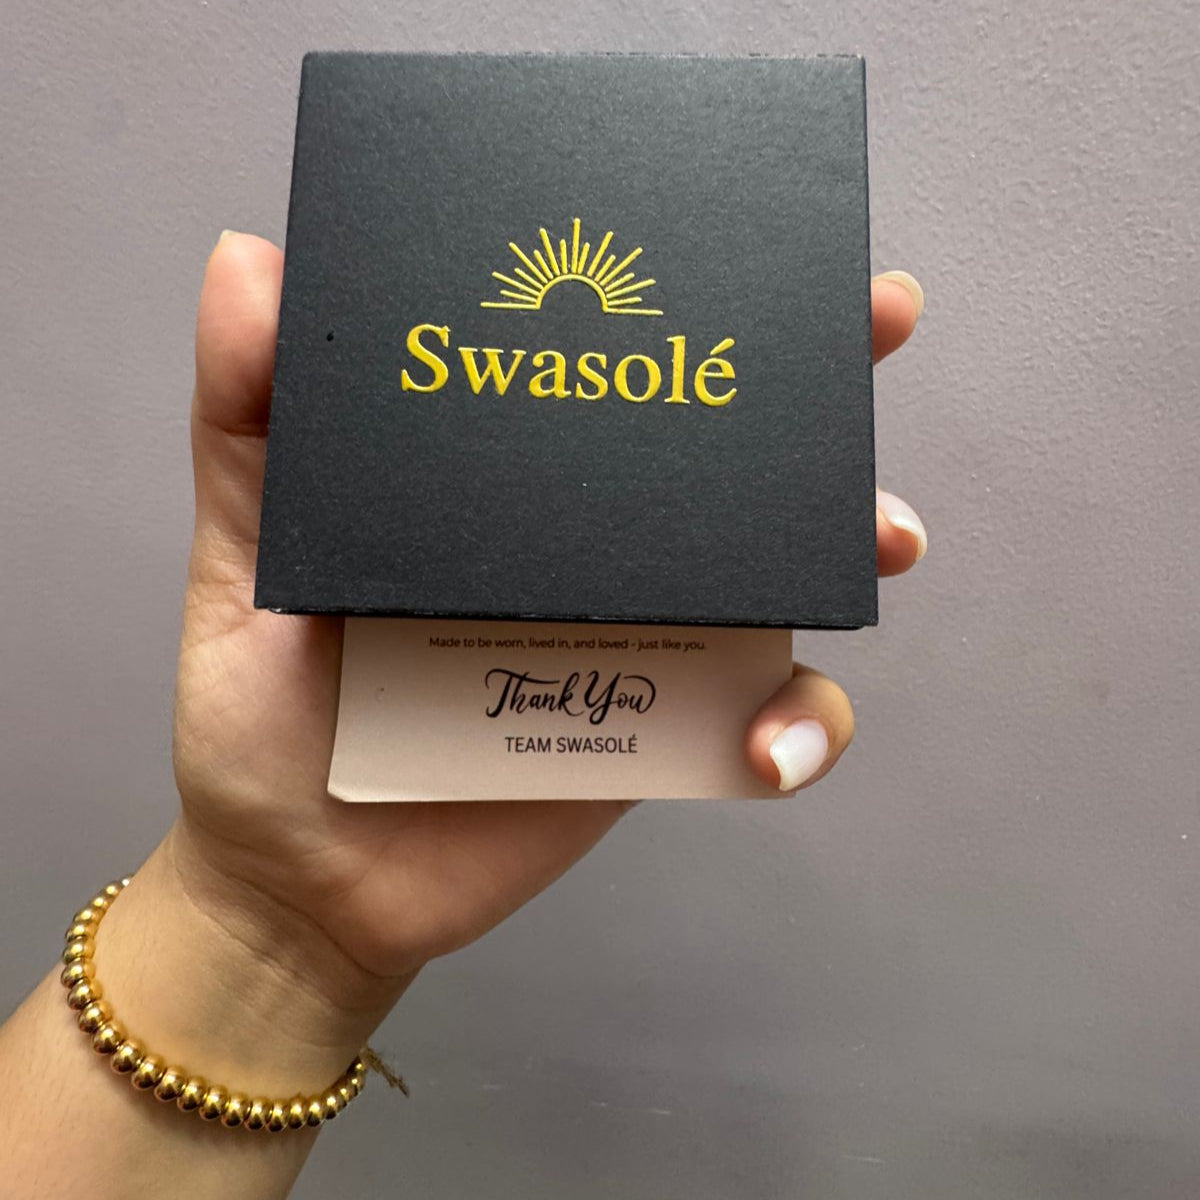 Swasolé
Made to be worn, lived in, and loved - just like you.
Thank You
TEAM SWASOLÉ